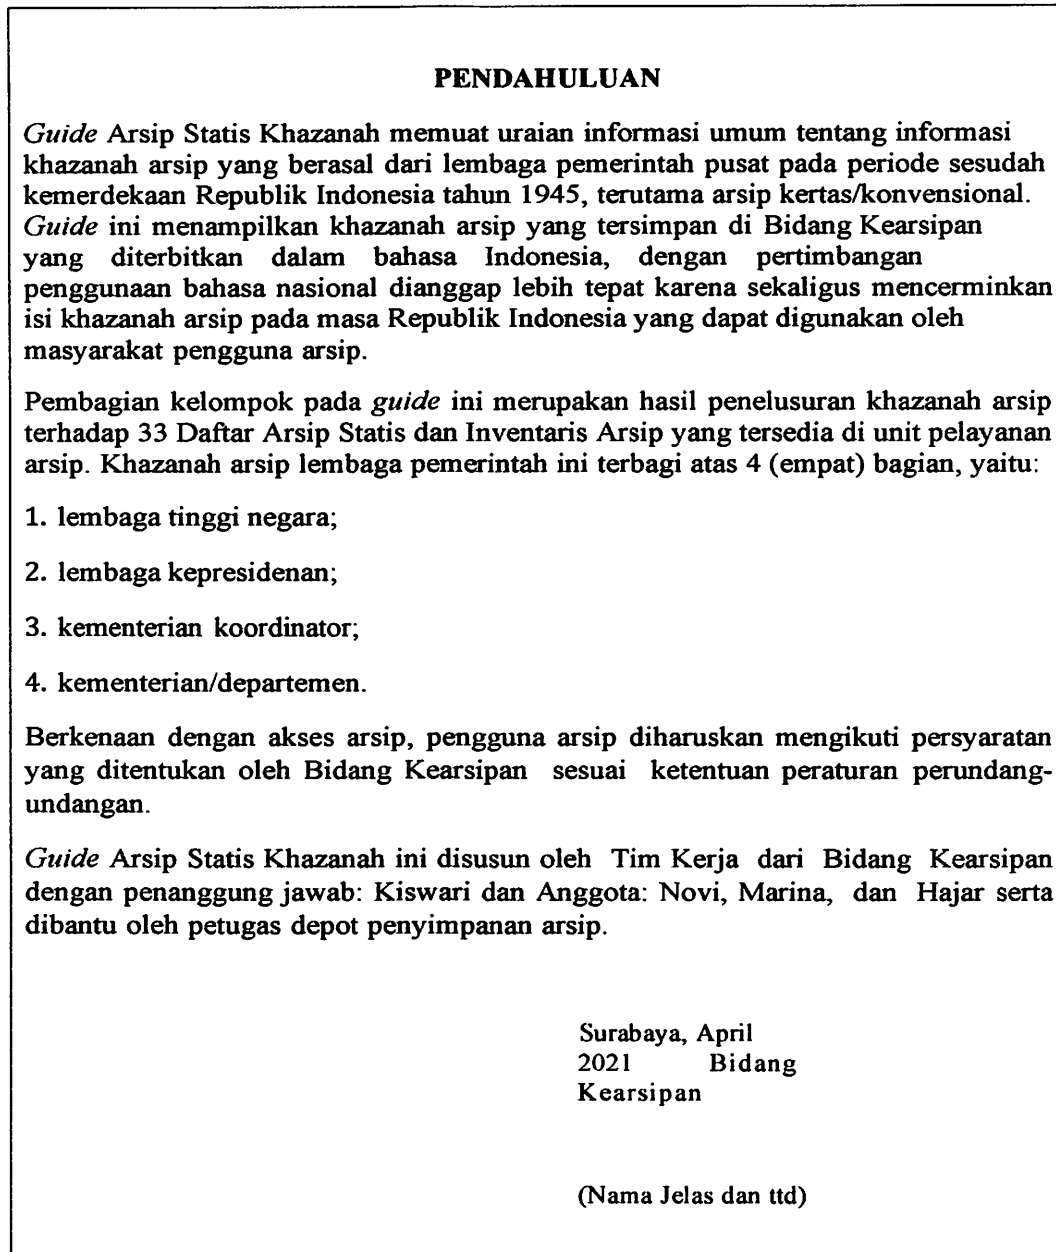 PENDAHULUAN
Guide Arsip Statis Khazanah memuat uraian informasi umum tentang informasi
khazanah arsip yang berasal dari lembaga pemerintah pusat pada periode sesudah
kemerdekaan Republik Indonesia tahun 1945, terutama arsip kertas/konvensional.
Guide ini menampilkan khazanah arsip yang tersimpan di Bidang Kearsipan
yang diterbitkan dalam bahasa Indonesia, dengan pertimbangan
penggunaan bahasa nasional dianggap lebih tepat karena sekaligus mencerminkan
isi khazanah arsip pada masa Republik Indonesia yang dapat digunakan oleh
masyarakat pengguna arsip.
Pembagian kelompok pada guide ini merupakan hasil penelusuran khazanah arsip
terhadap 33 Daftar Arsip Statis dan Inventaris Arsip yang tersedia di unit pelayanan
arsip. Khazanah arsip lembaga pemerintah ini terbagi atas 4 (empat) bagian, yaitu:
1. lembaga tinggi negara;
2. lembaga kepresidenan;
3. kementerian koordinator;
4. kementerian/departemen.
Berkenaan dengan akses arsip, pengguna arsip diharuskan mengikuti persyaratan
yang ditentukan oleh Bidang Kearsipan sesuai ketentuan peraturan perundang-
undangan.
Guide Arsip Statis Khazanah ini disusun oleh Tim Kerja dari Bidang Kearsipan
dengan penanggung jawab: Kiswari dan Anggota: Novi, Marina, dan Hajar serta
dibantu oleh petugas depot penyimpanan arsip.
Surabaya, April
2021 Bidang
Kearsipan
(Nama Jelas dan ttd)